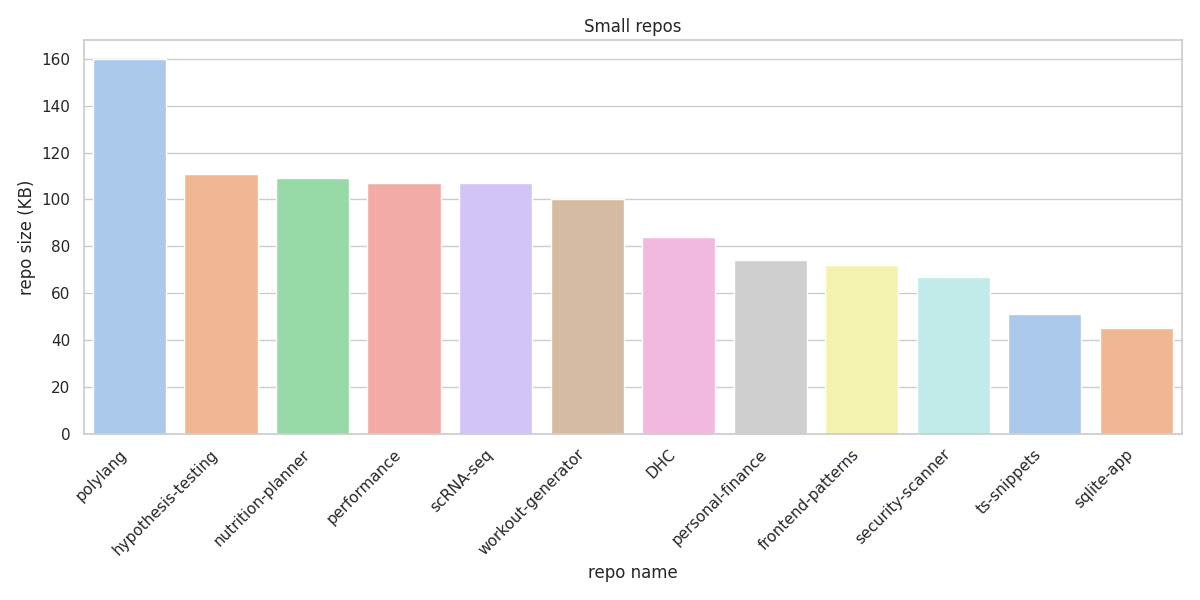 Small repos
repo size (KB)
160
140
120
100
80
60
40
20
0
polylang
hypothesis-testing
nutrition-planner
performance
scRNA-seq
workout-generator
DHC
personal-finance
frontend-patterns
security-scanner
ts-snippets
sqlite-app
repo name